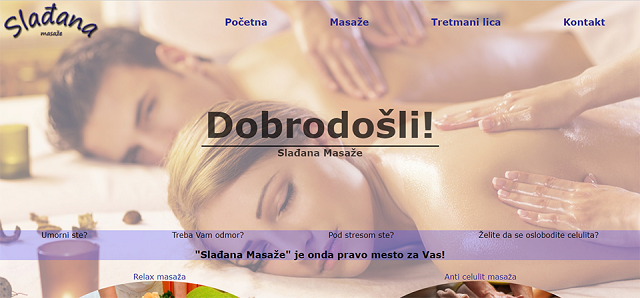 Slađana
masaže
Početna Masaže Tretmani lica Kontakt
Dobrodošli!
Slađana Masaže
Umorni ste? Treba Vam odmor? Pod stresom ste? Želite da se oslobodite celulita?
"Slađana Masaže" je onda pravo mesto za Vas!
Relax masaža Anti celulit masaža